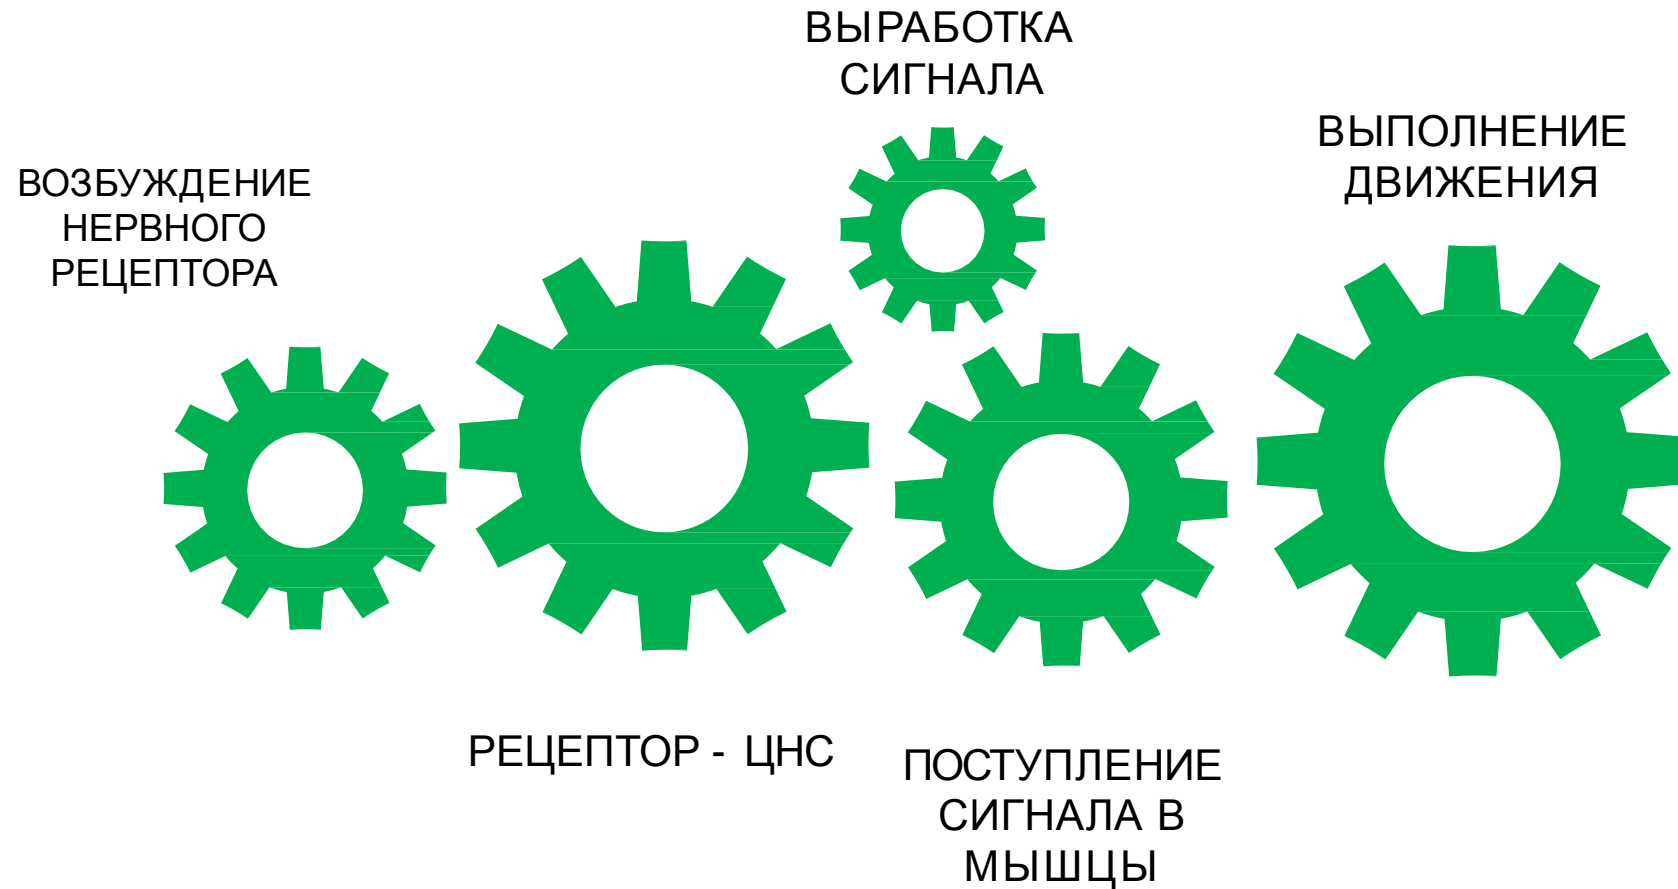 ВОЗБУЖДЕНИЕ
НЕРВНОГО
РЕЦЕПТОРА
РЕЦЕПТОР - ЦНС
ВЫРАБОТКА
СИГНАЛА
ПОСТУПЛЕНИЕ
СИГНАЛА В
МЫШЦЫ
ВЫПОЛНЕНИЕ
ДВИЖЕНИЯ